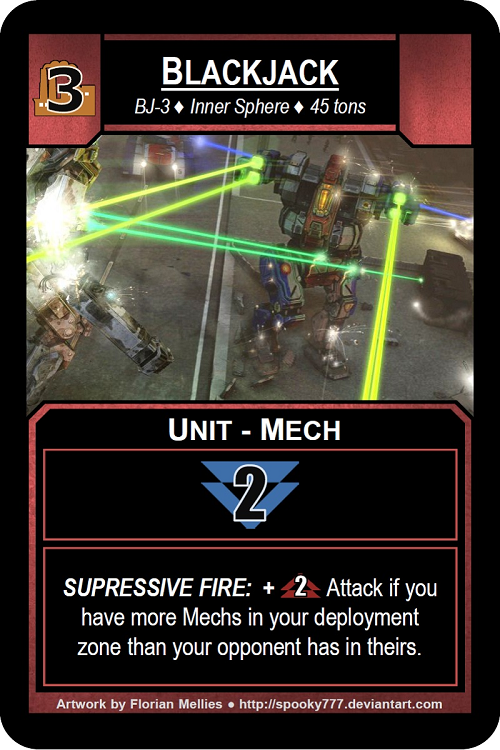 3
BLACKJACK
BJ-3 ♦ Inner Sphere ♦ 45 tons
UNIT - MECH
2
SUPRESSIVE FIRE: + 2 Attack if you
have more Mechs in your deployment
zone than your opponent has in theirs.
Artwork by Florian Mellies ● http://spooky777.deviantart.com